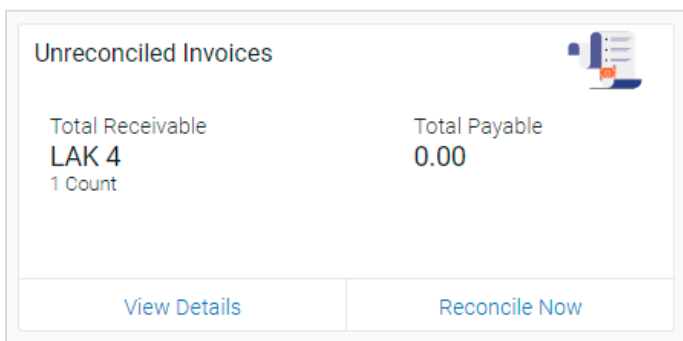 Unreconciled Invoices
Total Receivable
LAK 4
1 Count
Total Payable
0.00
View Details
Reconcile Now